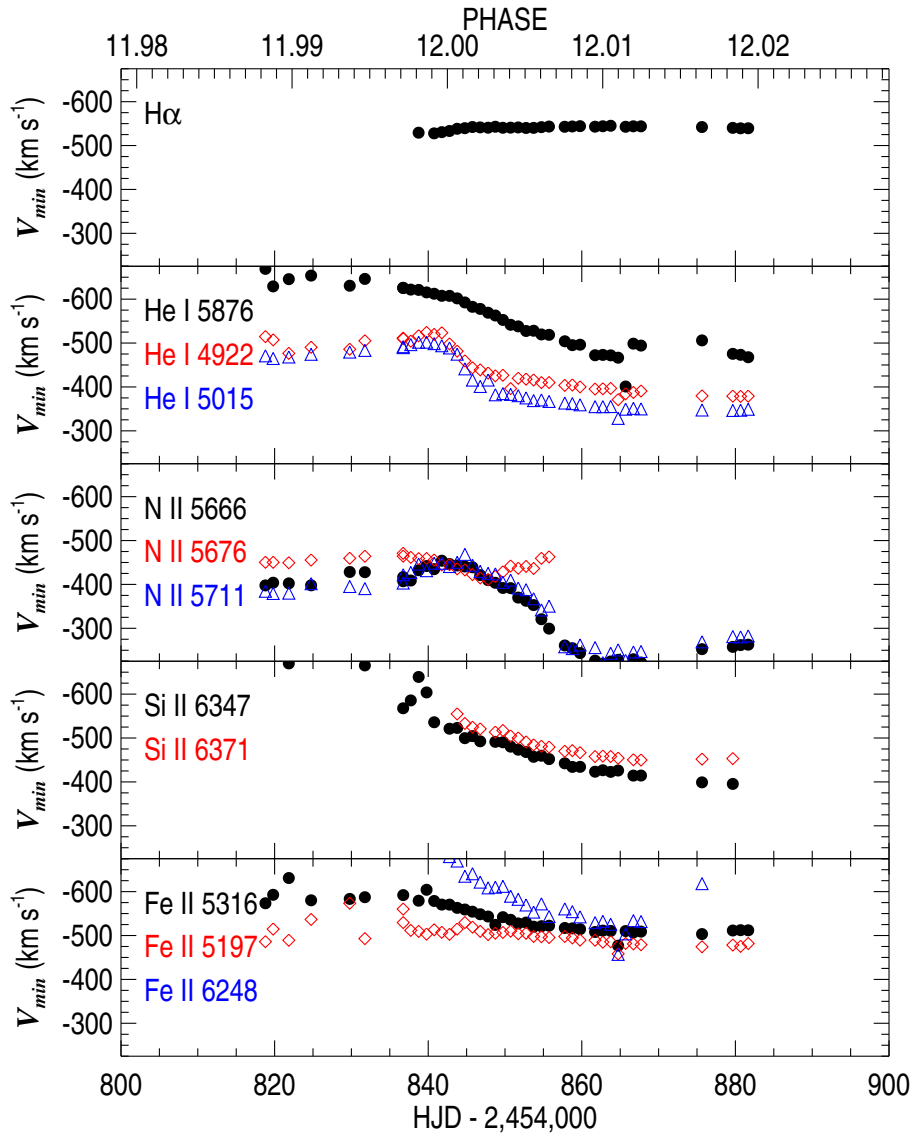 PHASE
11.98 11.99 12.00 12.01 12.02
Hα
-600
-500
-400
-300
V_min (km s⁻¹)
He I 5876
He I 4922
He I 5015
-600
-500
-400
-300
V_min (km s⁻¹)
N II 5666
N II 5676
N II 5711
-600
-500
-400
-300
V_min (km s⁻¹)
Si II 6347
Si II 6371
-600
-500
-400
-300
V_min (km s⁻¹)
Fe II 5316
Fe II 5197
Fe II 6248
-600
-500
-400
-300
V_min (km s⁻¹)
800 820 840 860 880 900
HJD - 2,454,000